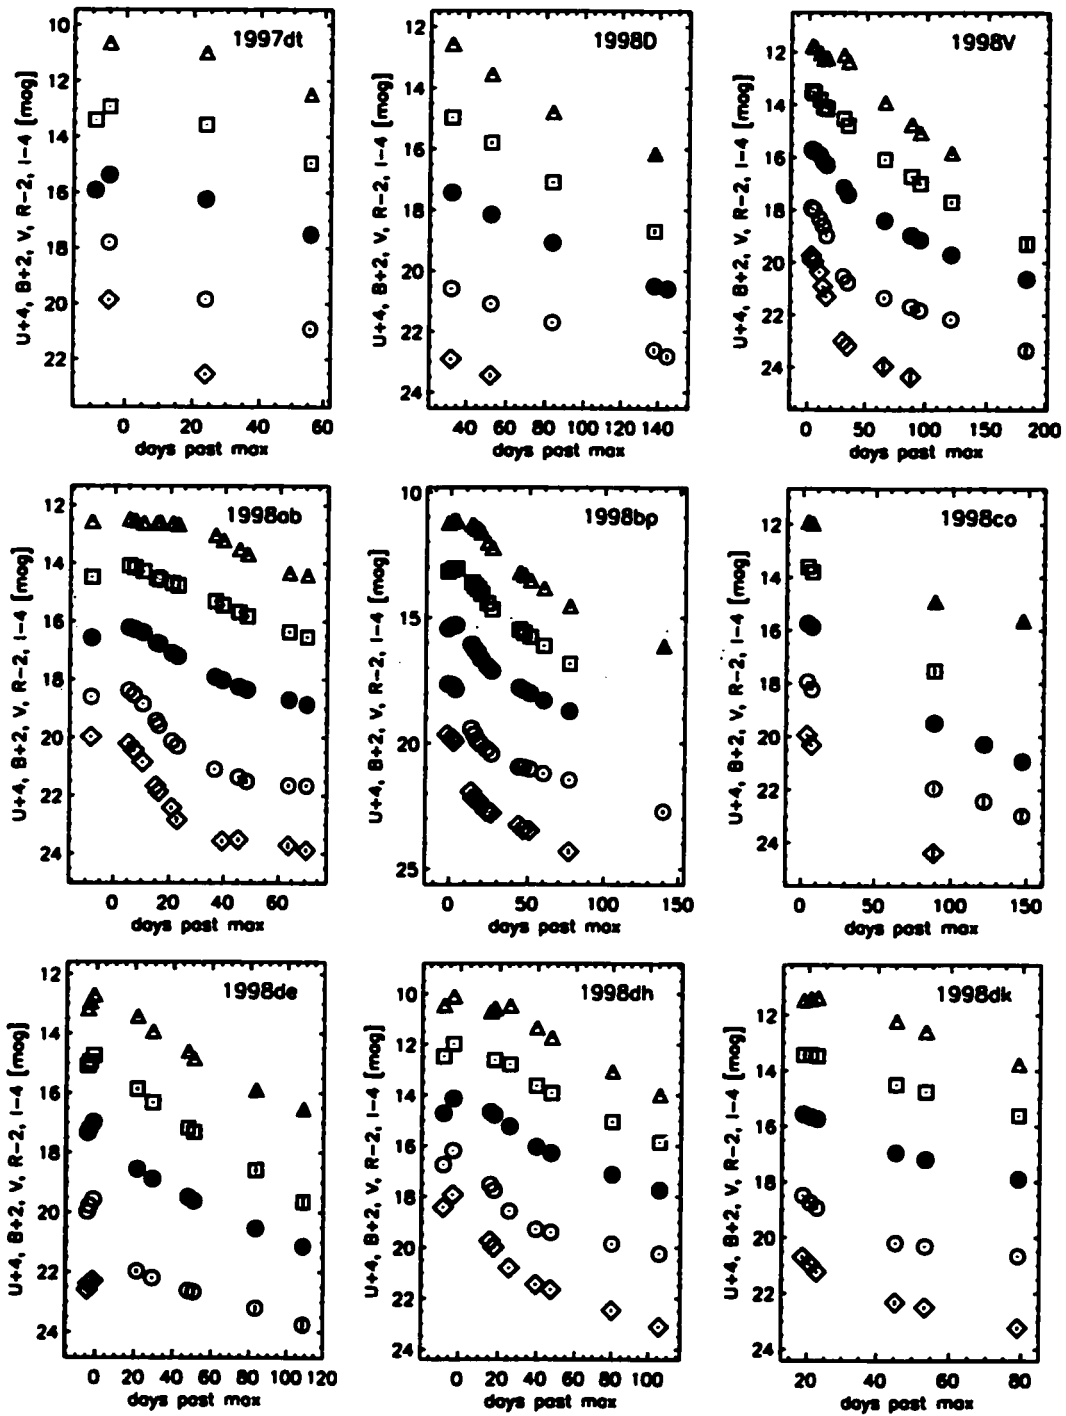 1997dt
U+4, B+2, V, R-2, I-4 [mag]
10
12
14
16
18
20
22
0 20 40 60
days past max
1998D
U+4, B+2, V, R-2, I-4 [mag]
12
14
16
18
20
22
24
40 60 80 100 120 140
days past max
1998V
U+4, B+2, V, R-2, I-4 [mag]
12
14
16
18
20
22
24
0 50 100 150 200
days past max
1998ab
U+4, B+2, V, R-2, I-4 [mag]
12
14
16
18
20
22
24
0 20 40 60
days past max
1998bp
U+4, B+2, V, R-2, I-4 [mag]
10
15
20
25
0 50 100 150
days past max
1998co
U+4, B+2, V, R-2, I-4 [mag]
12
14
16
18
20
22
24
0 50 100 150
days past max
1998de
U+4, B+2, V, R-2, I-4 [mag]
12
14
16
18
20
22
24
0 20 40 60 80 100 120
days past max
1998dh
U+4, B+2, V, R-2, I-4 [mag]
10
12
14
16
18
20
22
24
0 20 40 60 80 100
days past max
1998dk
U+4, B+2, V, R-2, I-4 [mag]
12
14
16
18
20
22
24
20 40 60 80
days past max